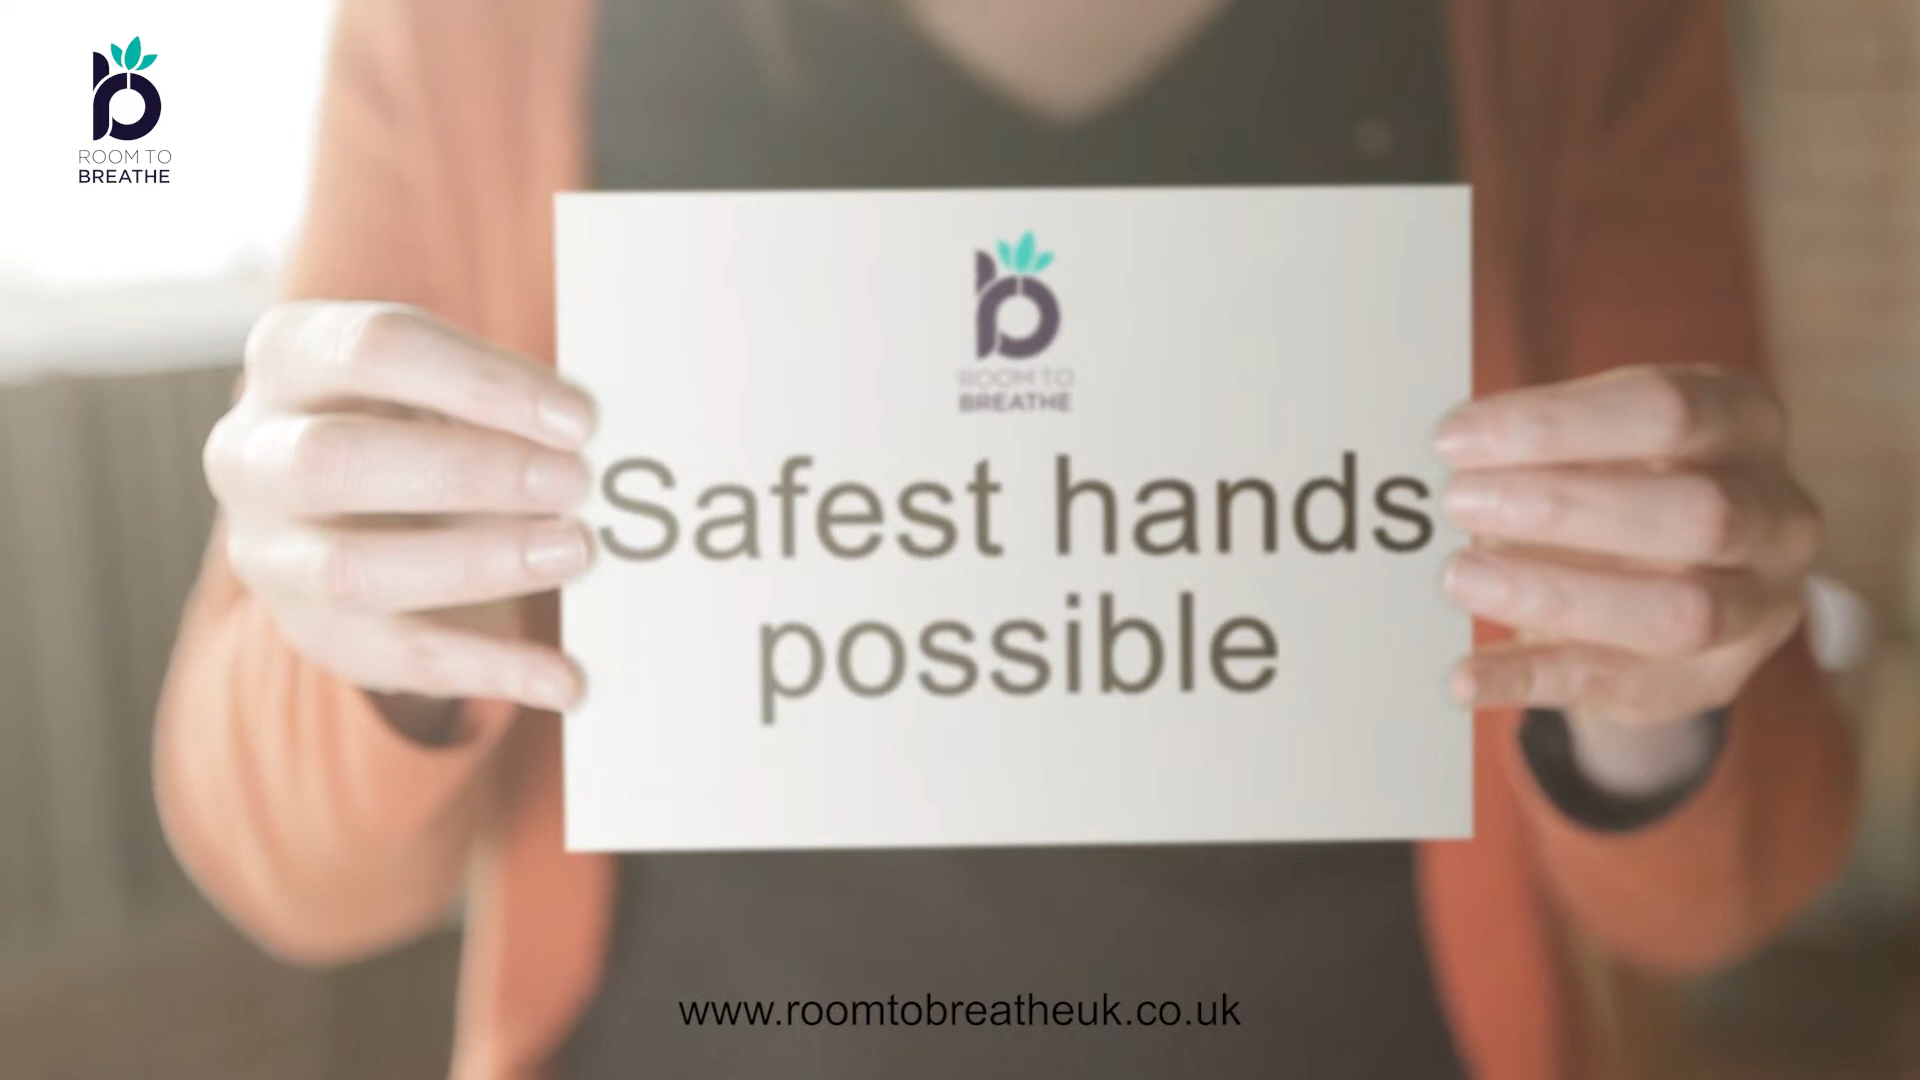 ROOM TO
BREATHE
ROOM TO
BREATHE
Safest hands
possible
www.roomtobreatheuk.co.uk